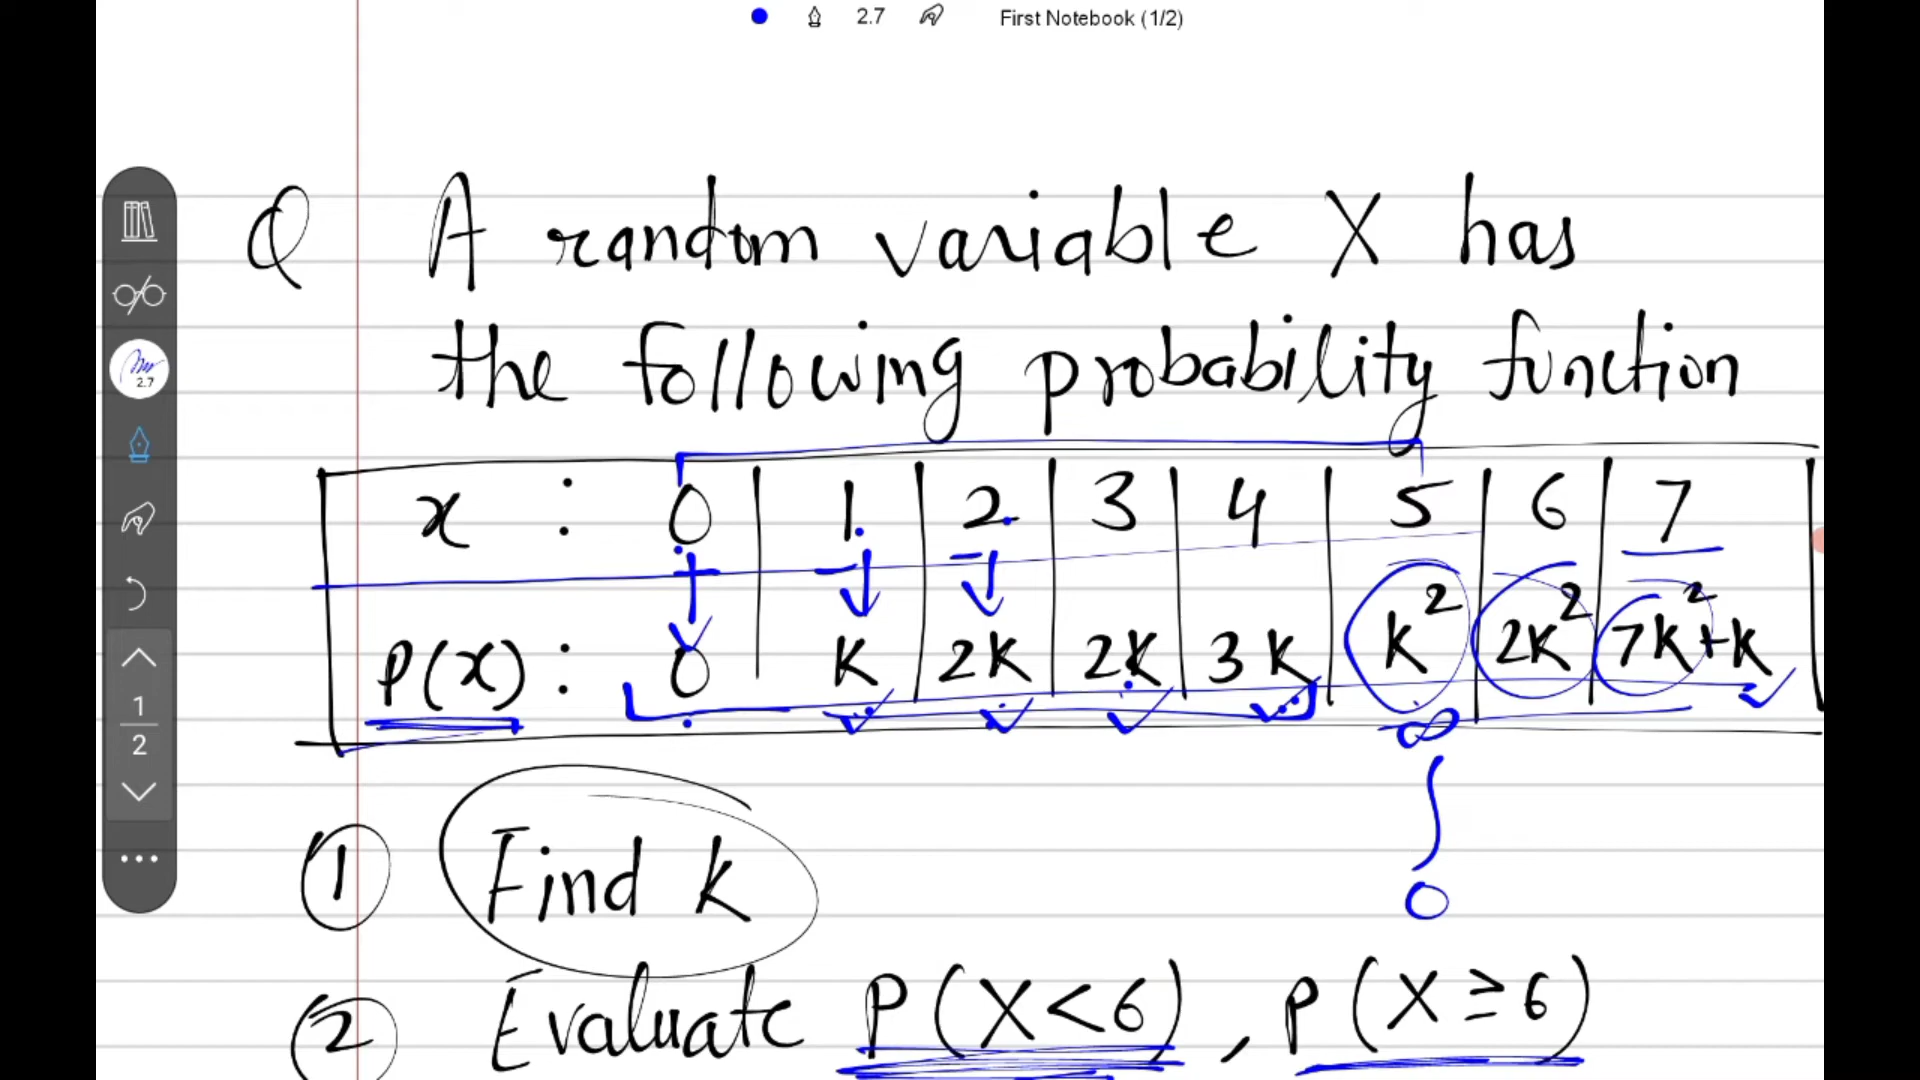 2.7 First Notebook (1/2)
Q A random variable X has
the following probability function
x : 0 1 2 3 4 5 6 7
P(x) : 0 K 2K 2K 3K K² 2K² 7K²+K
∞
∫
0
2.7
1
2
① Find K
② Evaluate P(X<6), P(X≥6)